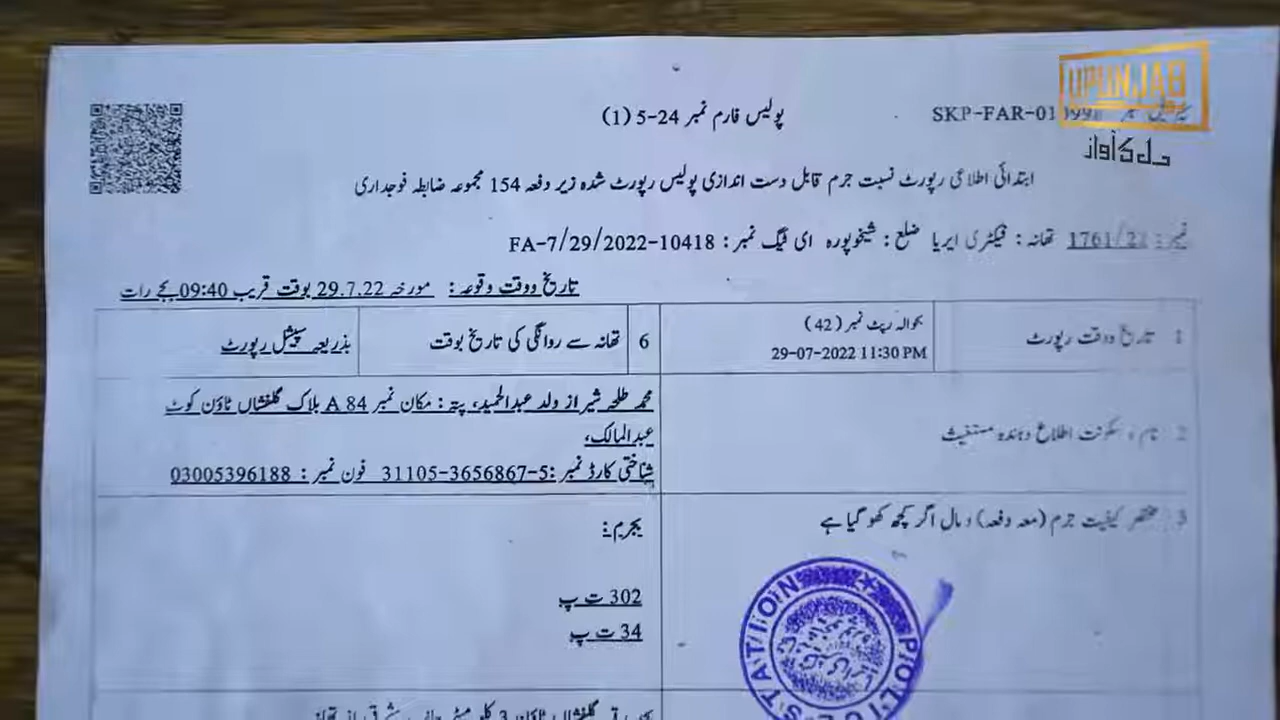 UPUNJAB
دل کی آواز
پولیس فارم نمبر 24-5 (1)
ابتدائی اطلاعی رپورٹ نسبت جرم قابل دست اندازی پولیس رپورٹ شدہ زیر دفعہ 154 مجموعہ ضابطہ فوجداری
نمبر: 1761/22 تھانہ: فیکٹری ایریا ضلع: شیخوپورہ ای ٹیگ نمبر: FA-7/29/2022-10418
تاریخ و وقت وقوعہ: مورخہ 29.7.22 بوقت قریب 09:40 بجے رات
1 تاریخ و وقت رپورٹ
بحوالہ رپٹ نمبر (42)
29-07-2022 11:30 PM
6 تھانہ سے روانگی کی تاریخ بوقت
بذریعہ سپیشل رپورٹ
2 نام و سکونت اطلاع دہندہ مستغیث
محمد طلحہ شیراز ولد عبدالحمید، پتہ: مکان نمبر 84 A بلاک گلفشاں ٹاؤن کوٹ
عبدالمالک،
شناختی کارڈ نمبر: 31105-3656867-5 فون نمبر: 03005396188
3 مختصر کیفیت جرم (معہ دفعہ) و مال اگر کچھ کھو گیا ہے
بجرم:
302 ت پ
34 ت پ
POLICE STATION